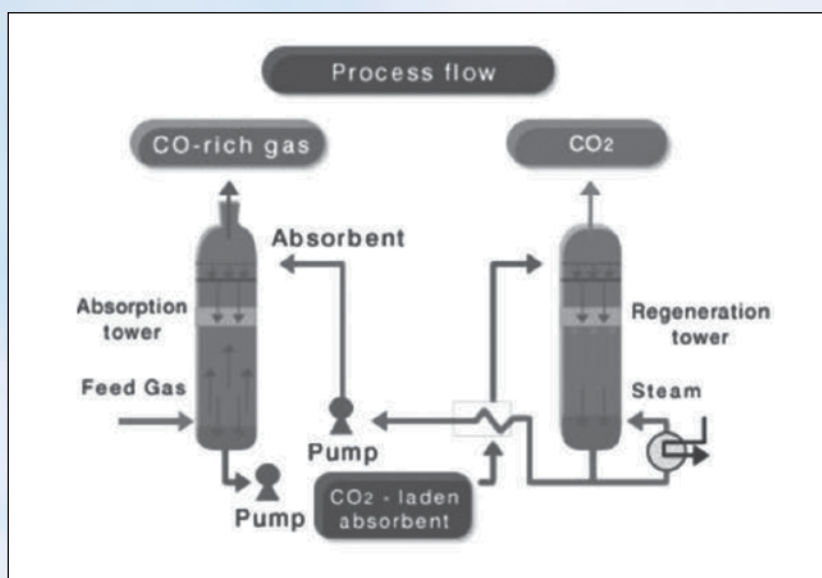 Process flow
CO-rich gas
CO2
Absorbent
Absorption
tower
Regeneration
tower
Feed Gas
Steam
Pump
Pump
CO2 - laden
absorbent